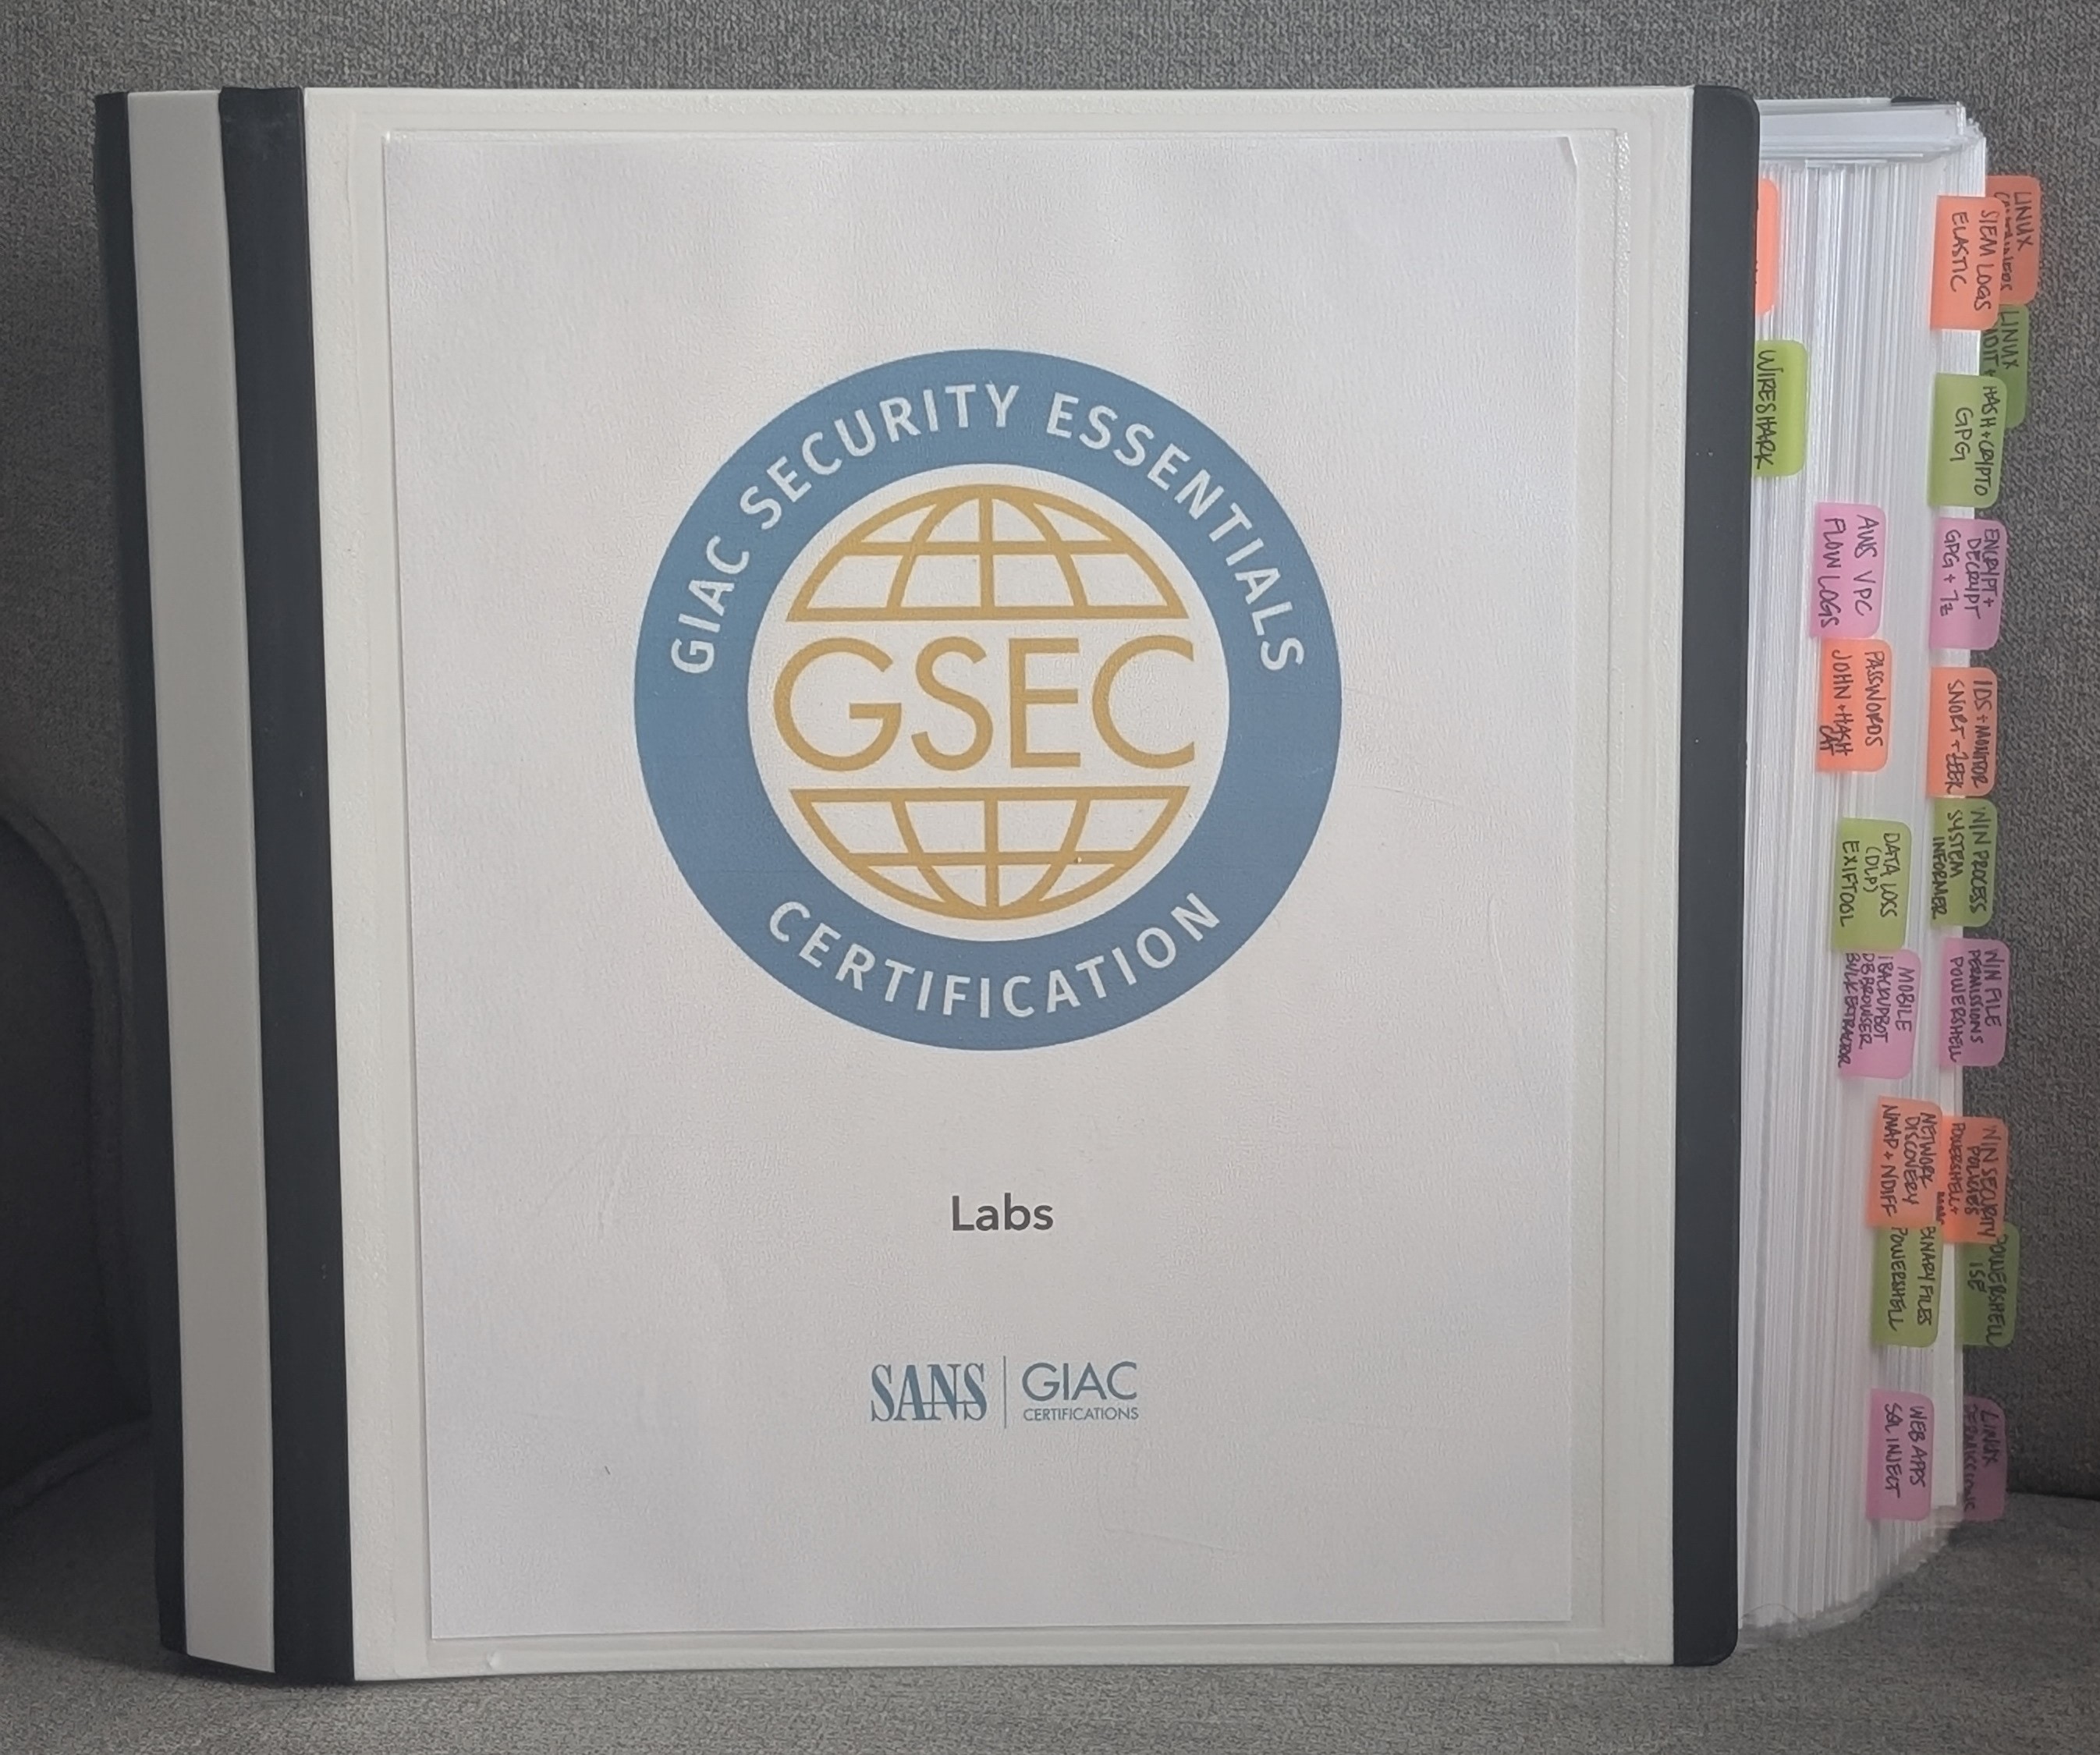 GIAC SECURITY ESSENTIALS
GSEC
CERTIFICATION
Labs
SANS
GIAC
CERTIFICATIONS
WIRESHARK
AWS VPC
FLOW LOGS
PASSWORDS
JOHN + HASH
CAT
DATA LOSS
(DLP)
EXIFTOOL
MOBILE
IBACKUPBOT
DB BROWSER
BULK EXTRACTOR
NETWORK
DISCOVERY
NMAP + NDIFF
BINARY FILES
POWERSHELL
WEB APPS
SQL INJECT
SIEM LOGS
ELASTIC
HASH + CRYPTO
GPG
ENCRYPT +
DECRYPT
GPG + 7z
IDS + MONITOR
SNORT + ZEEK
WIN PROCESS
SYSTEM
INFORMER
WIN FILE
PERMISSIONS
POWERSHELL
WIN SECURITY
POLICIES
POWERSHELL +
POWERSHELL
ISE
LINUX
LINUX
LINUX